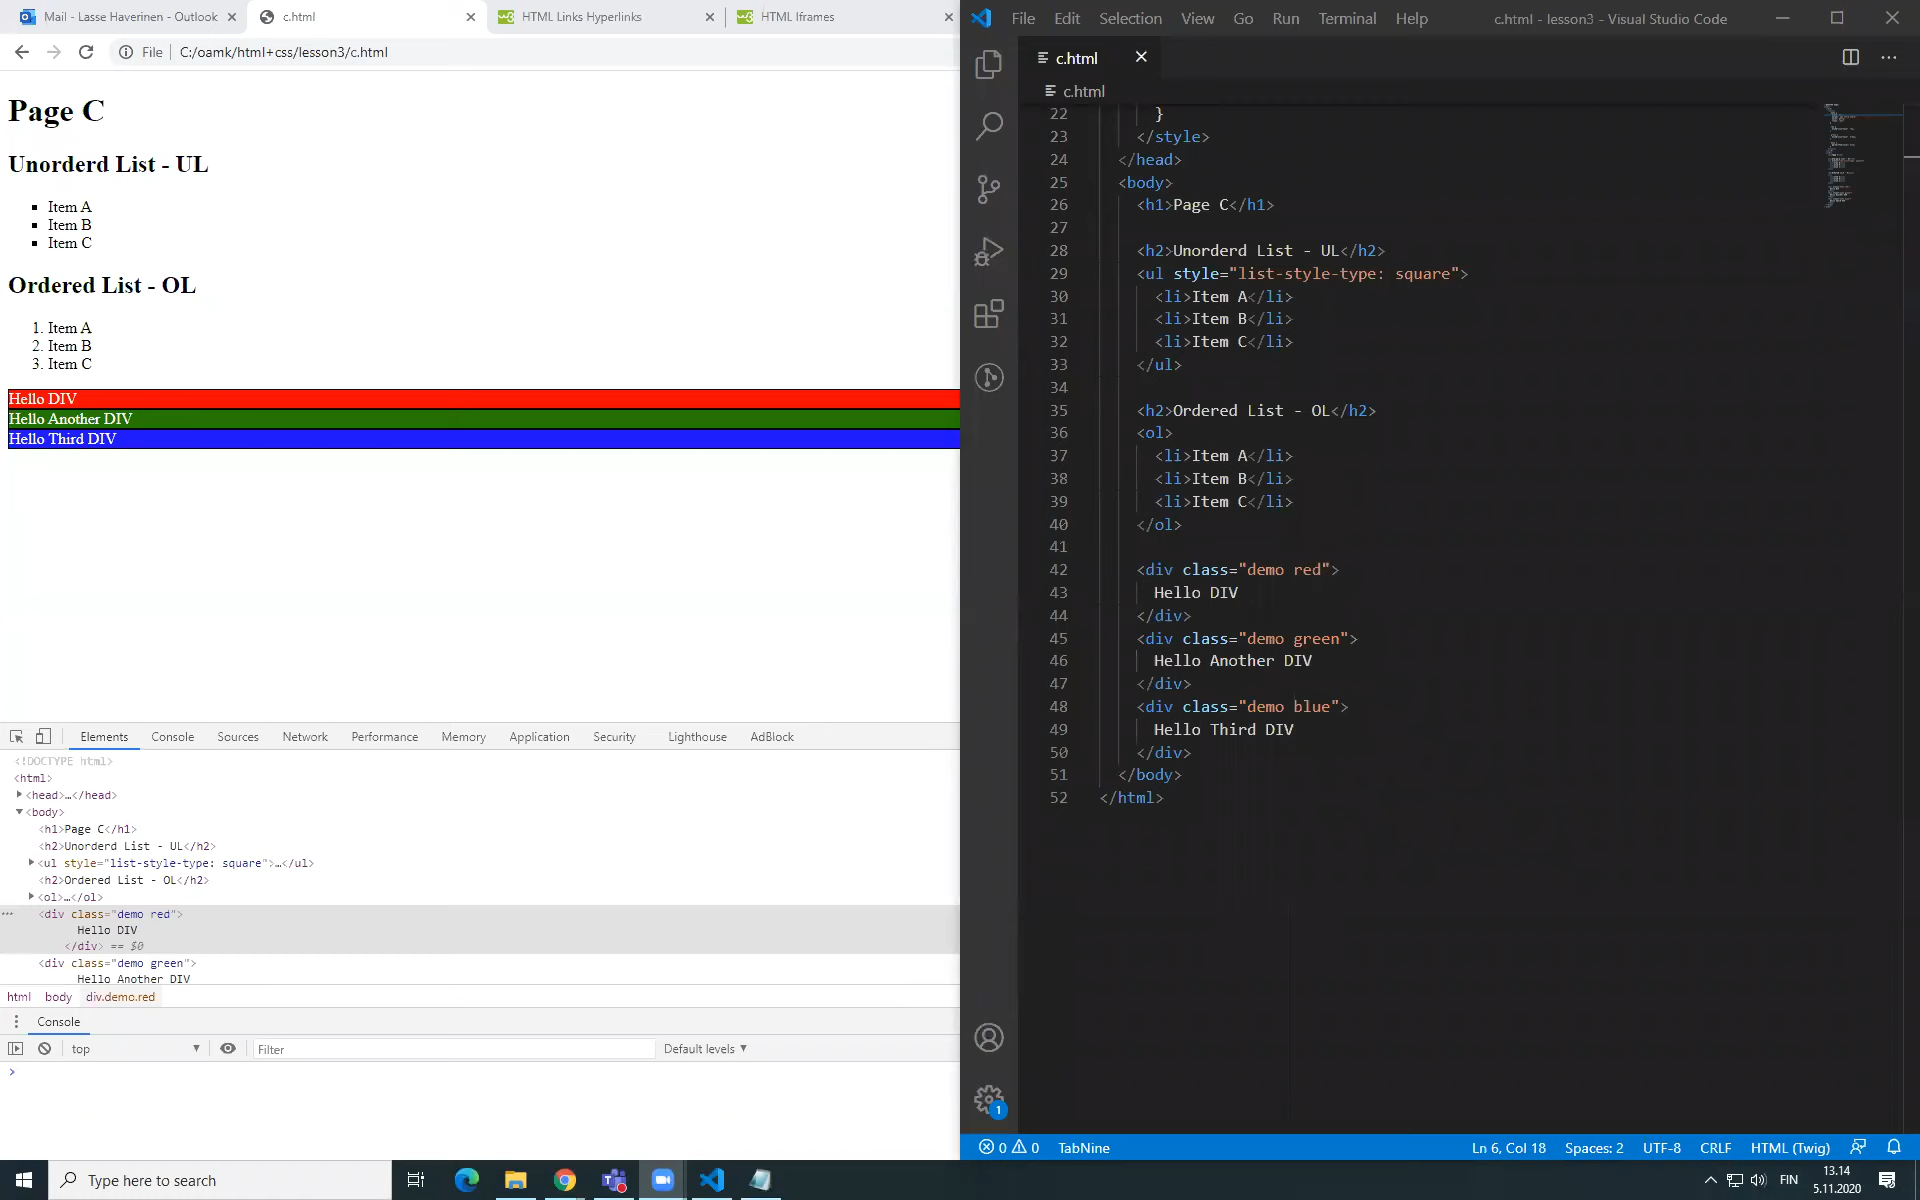 Mail - Lasse Haverinen - Outlook
c.html
HTML Links Hyperlinks
HTML Iframes
File
C:/oamk/html+css/lesson3/c.html
Page C
Unorderd List - UL
Item A
Item B
Item C
Ordered List - OL
1. Item A
2. Item B
3. Item C
Hello DIV
Hello Another DIV
Hello Third DIV
Elements Console Sources Network Performance Memory Application Security Lighthouse AdBlock
<!DOCTYPE html>
<html>
<head>…</head>
<body>
<h1>Page C</h1>
<h2>Unorderd List - UL</h2>
<ul style="list-style-type: square">…</ul>
<h2>Ordered List - OL</h2>
<ol>…</ol>
<div class="demo red">
Hello DIV
</div> == $0
<div class="demo green">
Hello Another DIV
html body div.demo.red
Console
top
Filter
Default levels ▼
>
File Edit Selection View Go Run Terminal Help
c.html - lesson3 - Visual Studio Code
c.html
c.html
22 }
23 </style>
24 </head>
25 <body>
26 <h1>Page C</h1>
27
28 <h2>Unorderd List - UL</h2>
29 <ul style="list-style-type: square">
30 <li>Item A</li>
31 <li>Item B</li>
32 <li>Item C</li>
33 </ul>
34
35 <h2>Ordered List - OL</h2>
36 <ol>
37 <li>Item A</li>
38 <li>Item B</li>
39 <li>Item C</li>
40 </ol>
41
42 <div class="demo red">
43 Hello DIV
44 </div>
45 <div class="demo green">
46 Hello Another DIV
47 </div>
48 <div class="demo blue">
49 Hello Third DIV
50 </div>
51 </body>
52 </html>
1
0 0 TabNine
Ln 6, Col 18 Spaces: 2 UTF-8 CRLF HTML (Twig)
Type here to search
FIN
13.14
5.11.2020